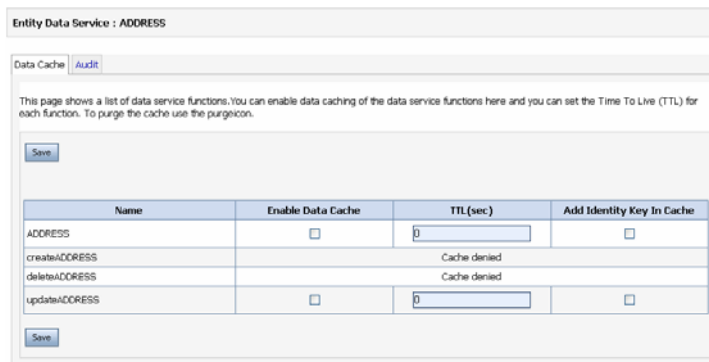 Entity Data Service : ADDRESS
Data Cache Audit
This page shows a list of data service functions.You can enable data caching of the data service functions here and you can set the Time To Live (TTL) for
each function. To purge the cache use the purgeicon.
Save
Name Enable Data Cache TTL(sec) Add Identity Key In Cache
ADDRESS 0
createADDRESS Cache denied
deleteADDRESS Cache denied
updateADDRESS 0
Save